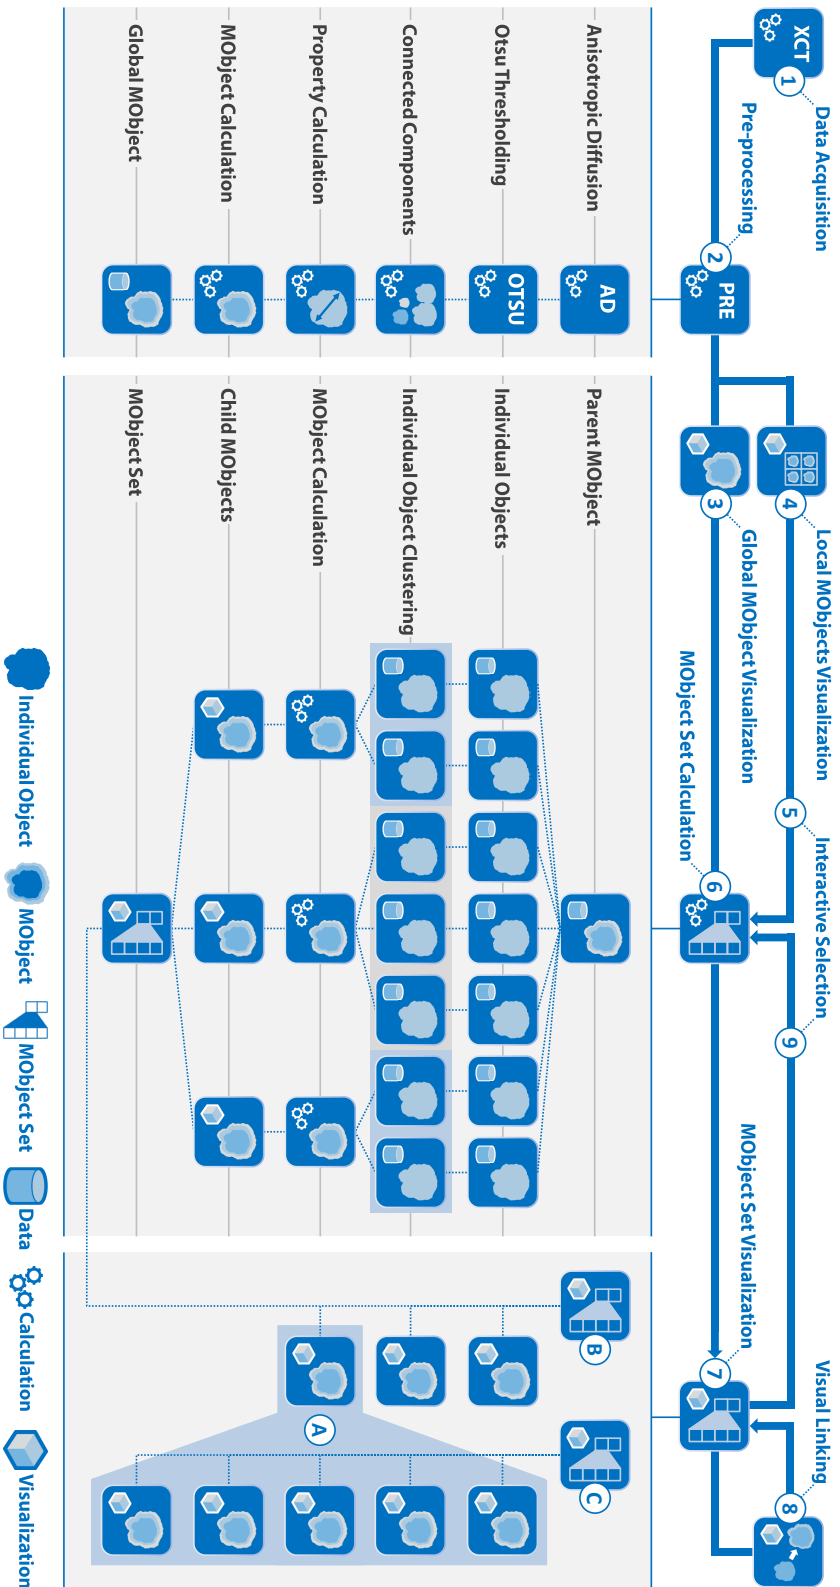 XCT
1
Data Acquisition
Pre-processing
2
PRE
4
Local MObjects Visualization
3
Global MObject Visualization
5
Interactive Selection
MObject Set Calculation
6
9
MObject Set Visualization
7
Visual Linking
8
Anisotropic Diffusion
AD
Otsu Thresholding
OTSU
Connected Components
Property Calculation
MObject Calculation
Global MObject
Parent MObject
Individual Objects
Individual Object Clustering
MObject Calculation
Child MObjects
MObject Set
B
C
A
Individual Object
MObject
MObject Set
Data
Calculation
Visualization